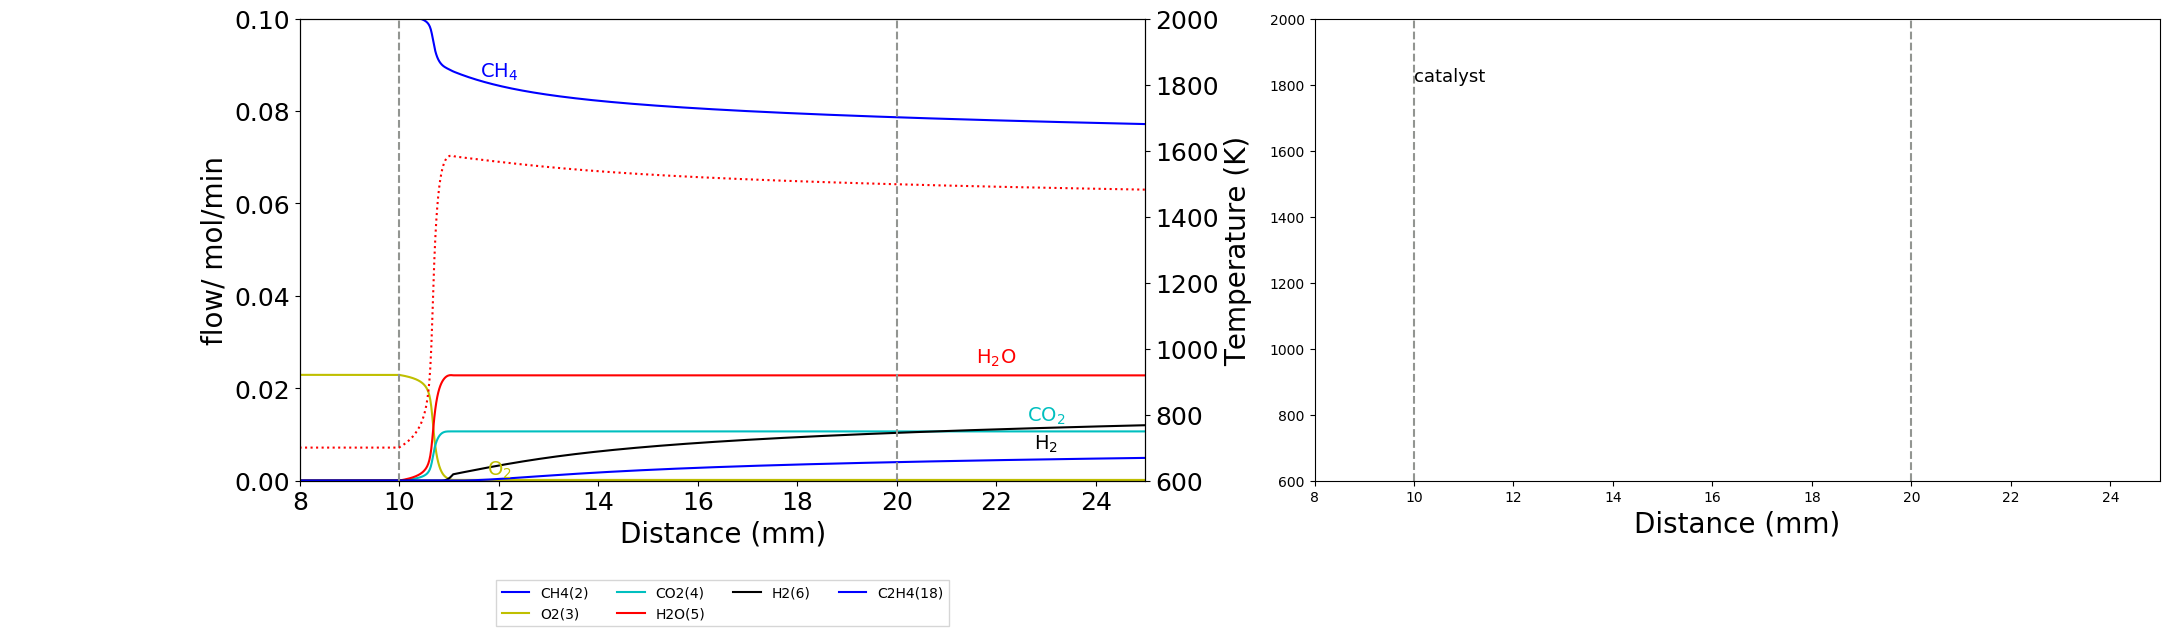 0.10
0.08
0.06
0.04
0.02
0.00
flow/ mol/min
8 10 12 14 16 18 20 22 24
Distance (mm)
CH₄
H₂O
CO₂
H₂
O₂
2000
1800
1600
1400
1200
1000
800
600
Temperature (K)
CH4(2) CO2(4) H2(6) C2H4(18)
O2(3) H2O(5)
2000
1800
1600
1400
1200
1000
800
600
catalyst
8 10 12 14 16 18 20 22 24
Distance (mm)